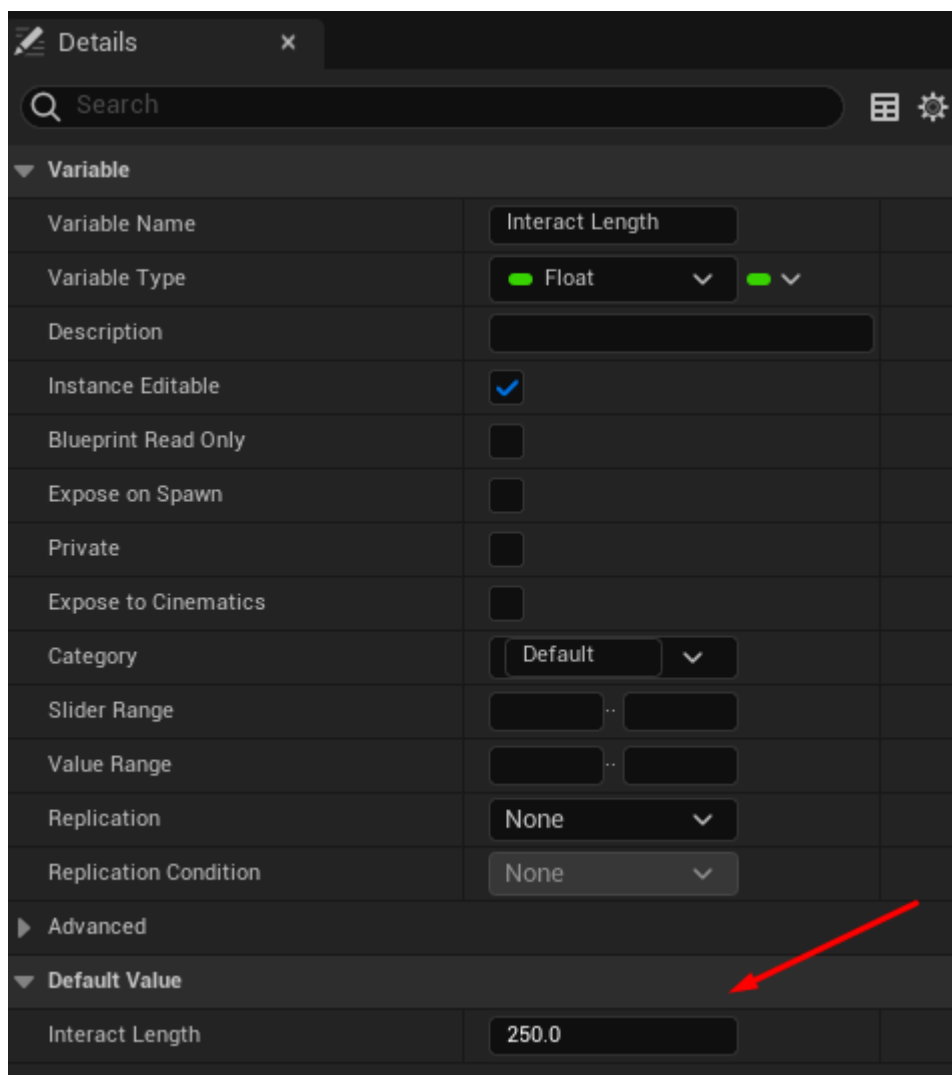 Details
Search
Variable
Variable Name Interact Length
Variable Type Float
Description
Instance Editable
Blueprint Read Only
Expose on Spawn
Private
Expose to Cinematics
Category Default
Slider Range ..
Value Range ..
Replication None
Replication Condition None
Advanced
Default Value
Interact Length 250.0